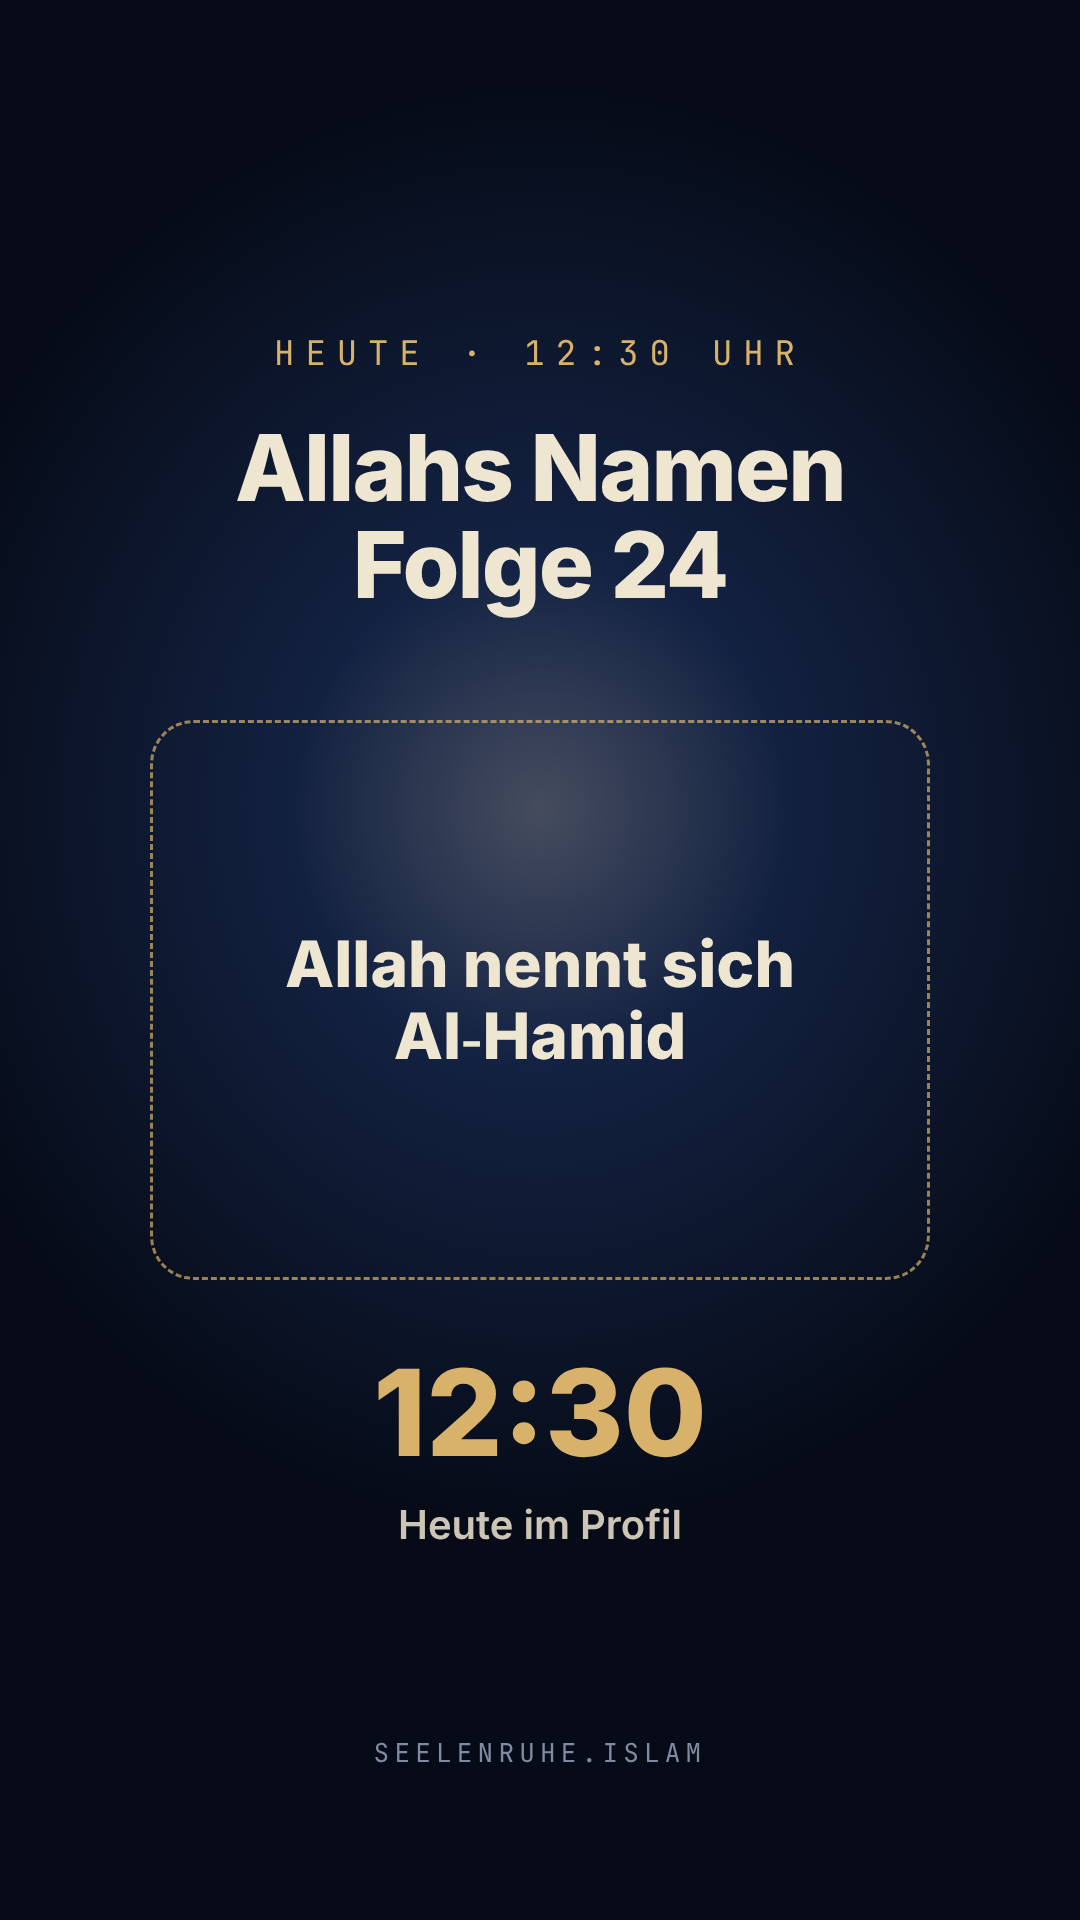 HEUTE · 12:30 UHR
Allahs Namen
Folge 24
Allah nennt sich
Al-Hamid
12:30
Heute im Profil
SEELENRUHE.ISLAM